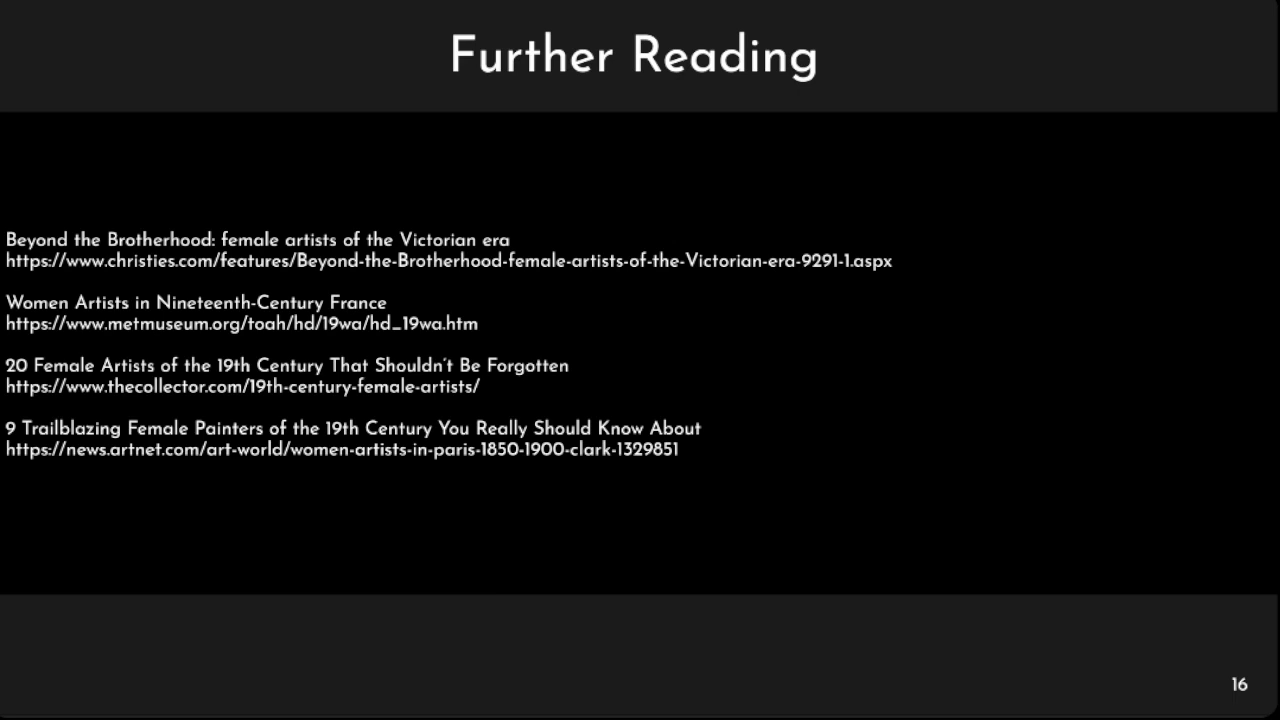 Further Reading
Beyond the Brotherhood: female artists of the Victorian era
https://www.christies.com/features/Beyond-the-Brotherhood-female-artists-of-the-Victorian-era-9291-1.aspx
Women Artists in Nineteenth-Century France
https://www.metmuseum.org/toah/hd/19wa/hd_19wa.htm
20 Female Artists of the 19th Century That Shouldn't Be Forgotten
https://www.thecollector.com/19th-century-female-artists/
9 Trailblazing Female Painters of the 19th Century You Really Should Know About
https://news.artnet.com/art-world/women-artists-in-paris-1850-1900-clark-1329851
16